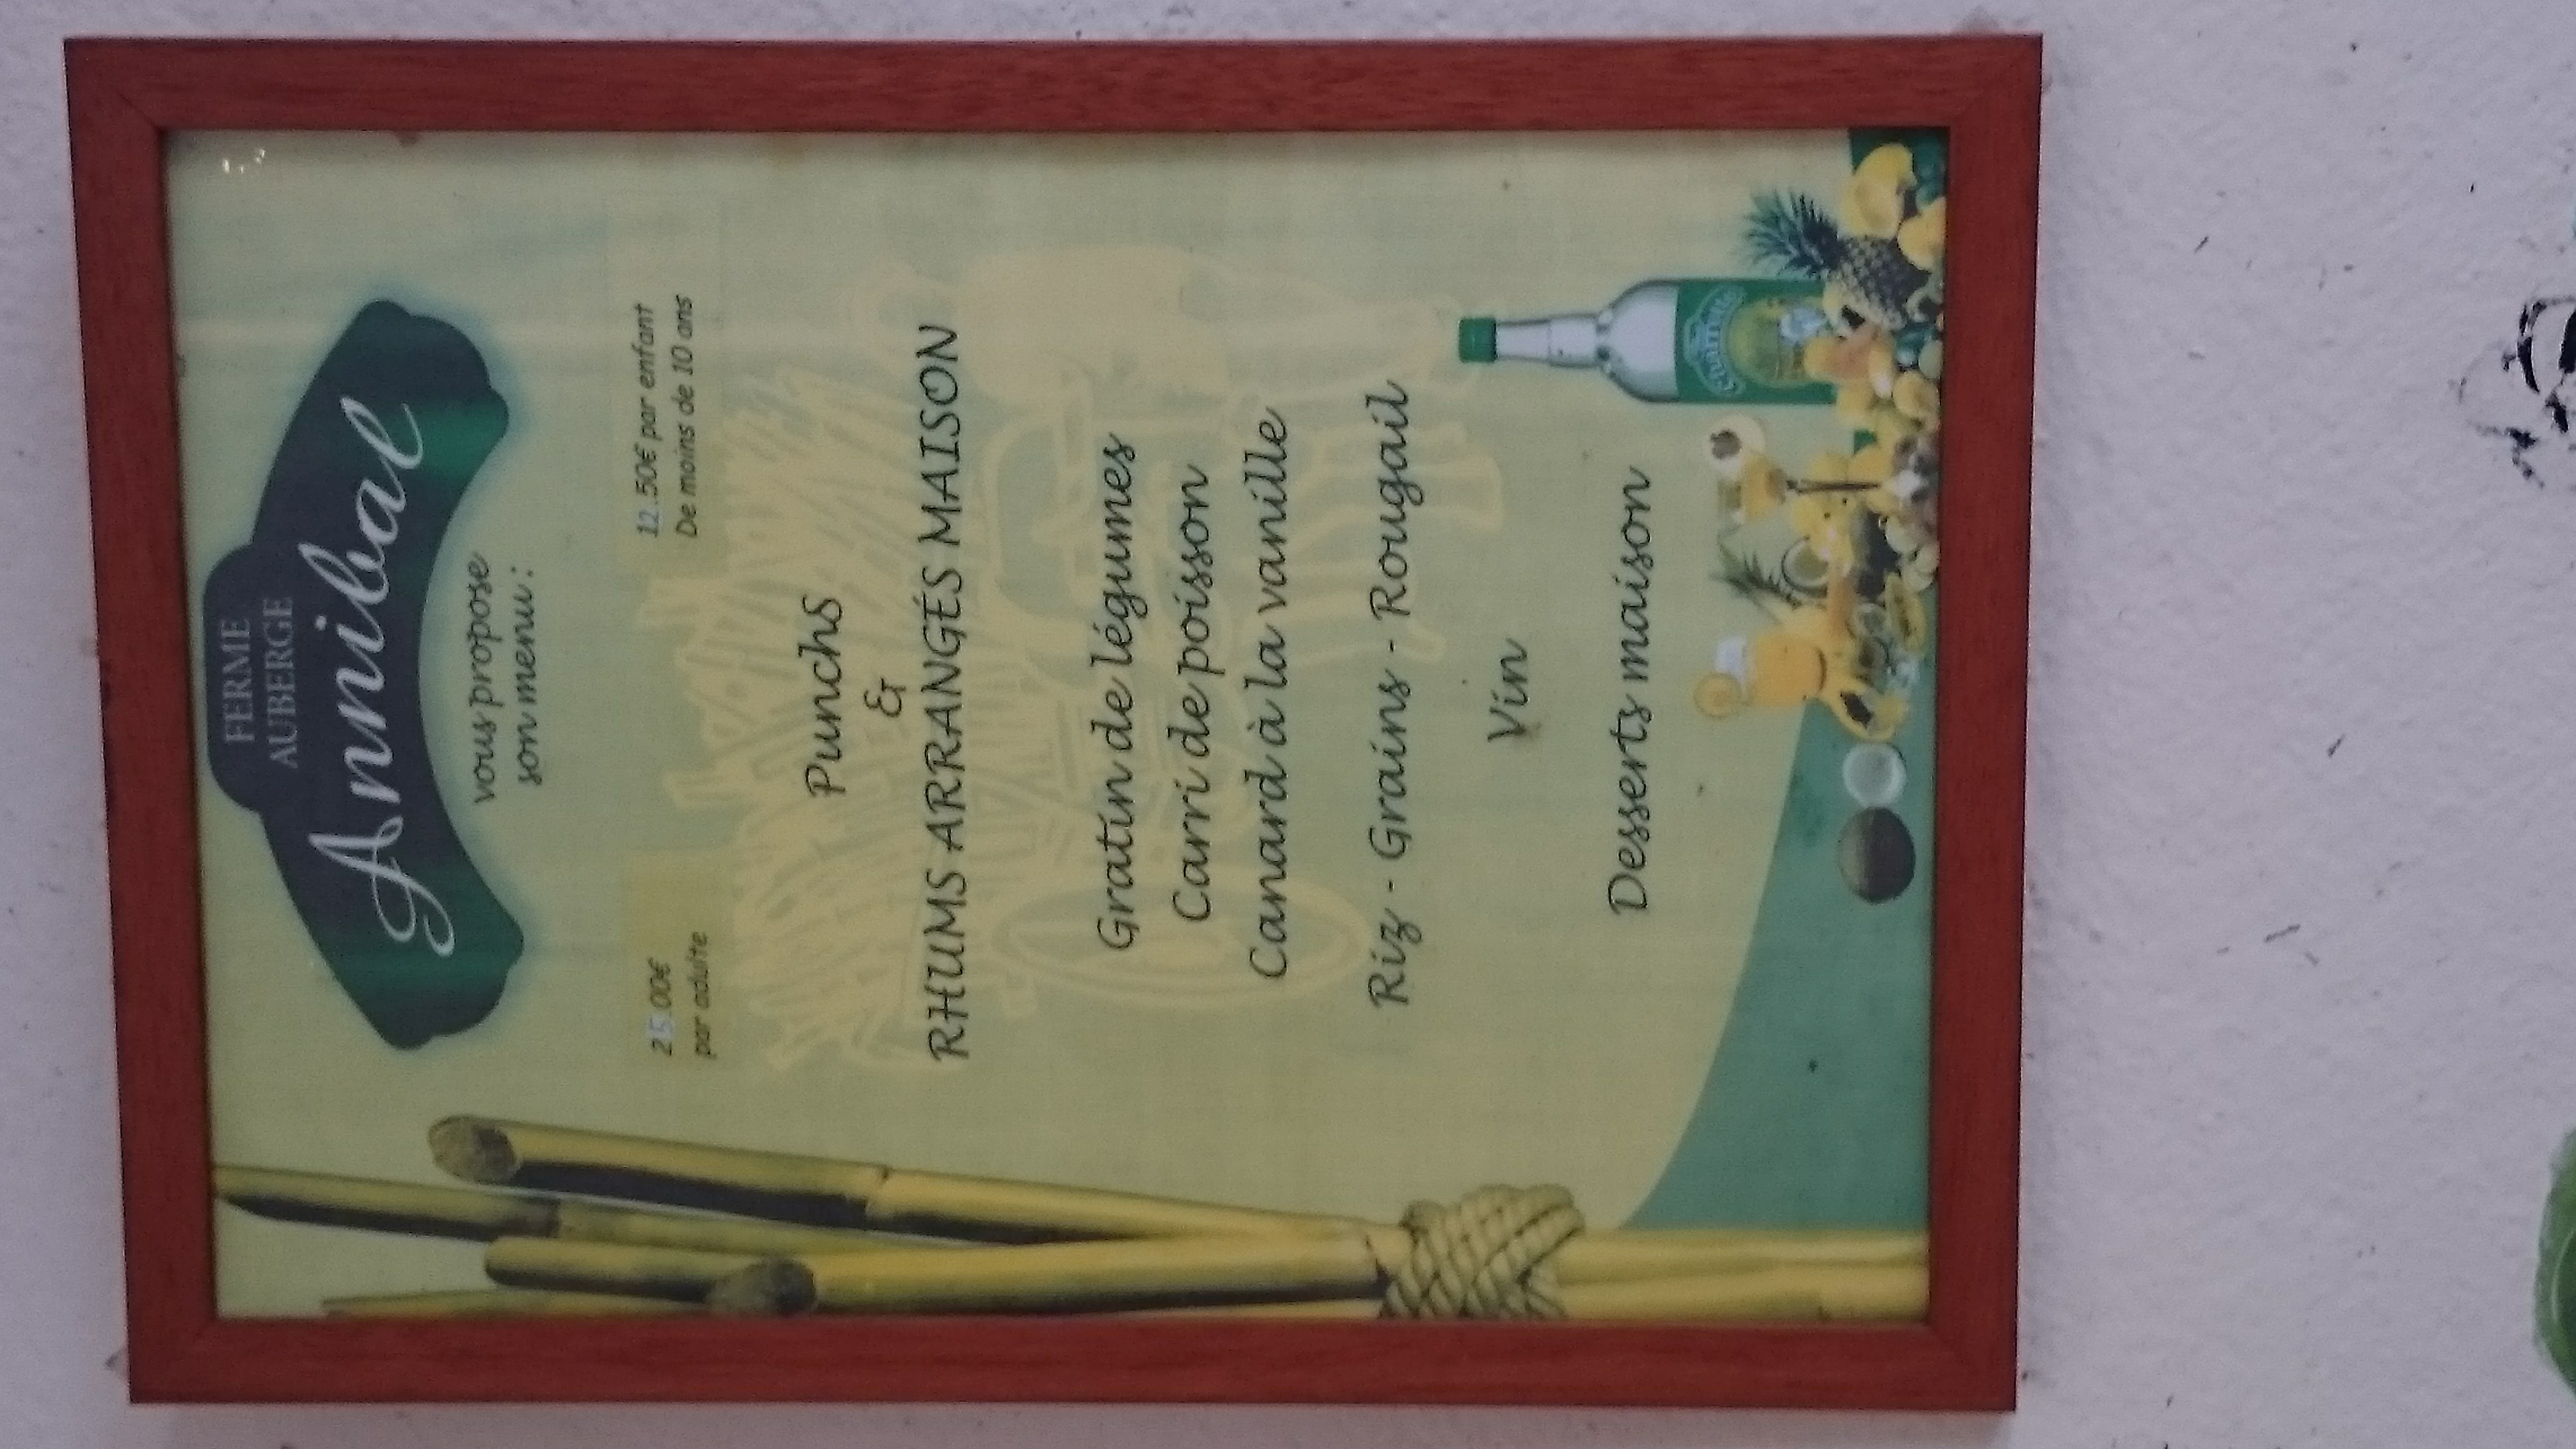 FERME
AUBERGE
Annibal
vous propose
son menu :
25.00€
par adulte
12.50€ par enfant
De moins de 10 ans
Punchs
&
RHUMS ARRANGÉS MAISON
Gratin de légumes
Carri de poisson
Canard à la vanille
Riz - Grains - Rougail
Vin
Desserts maison
Charrette